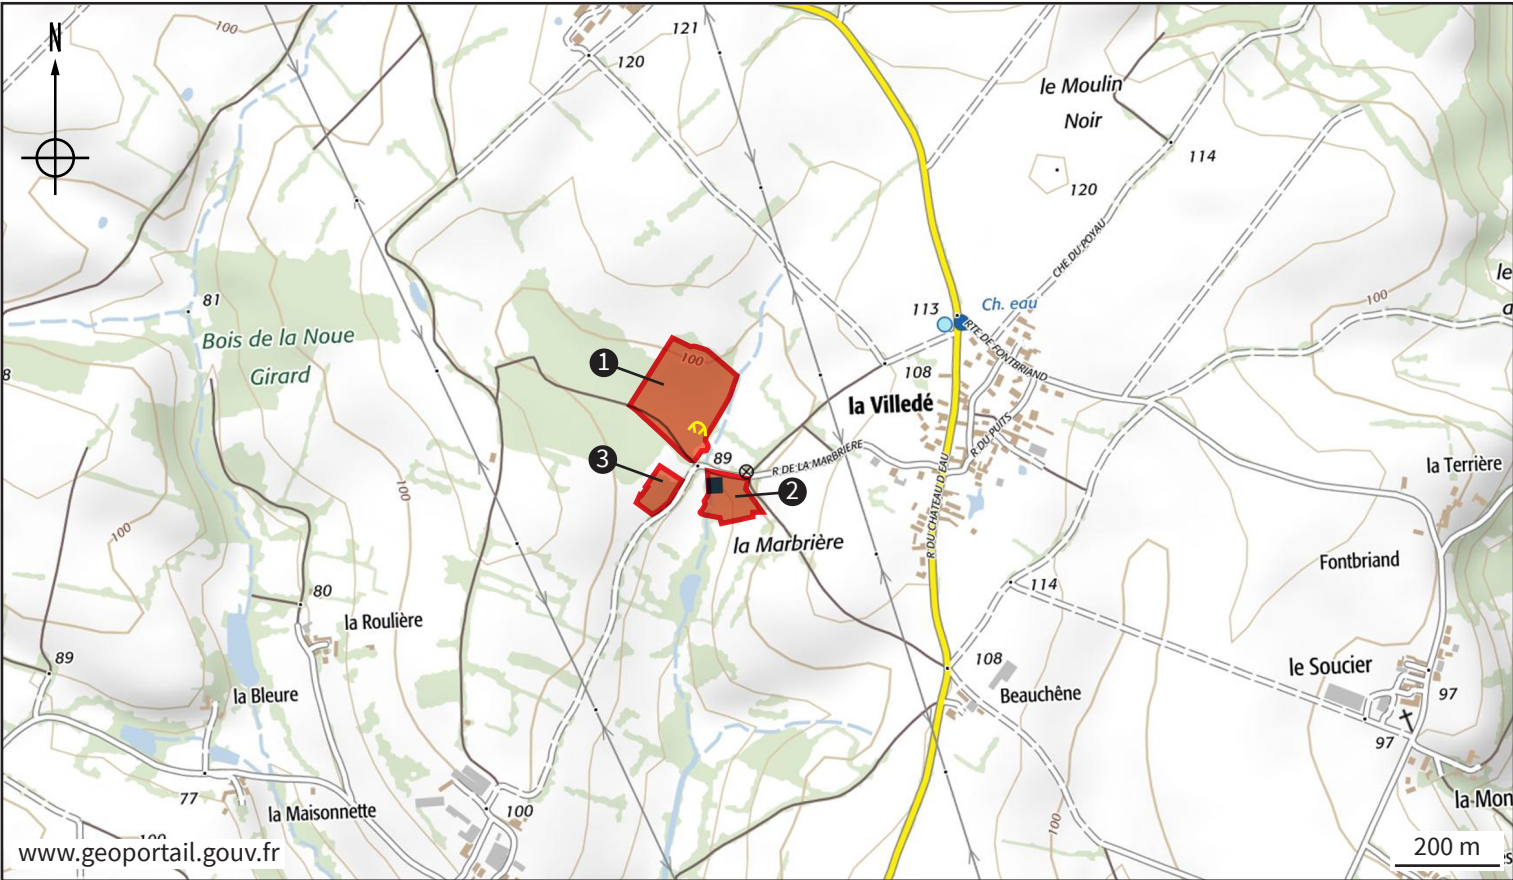 N
100
121
120
le Moulin
Noir
114
120
CHE DU POYAU
le
81
Bois de la Noue
Girard
113
Ch. eau
100
RTE DE FONTBRIAND
1
100
8
108
la Villedé
3
89
R DE LA MARBRIERE
R DU PUITS
la Terrière
2
100
100
R DU CHATEAU D'EAU
la Marbrière
Fontbriand
80
114
la Roulière
89
108
le Soucier
la Bleure
Beauchêne
97
97
77
la Maisonnette
100
100
la Mon
www.geoportail.gouv.fr
200 m